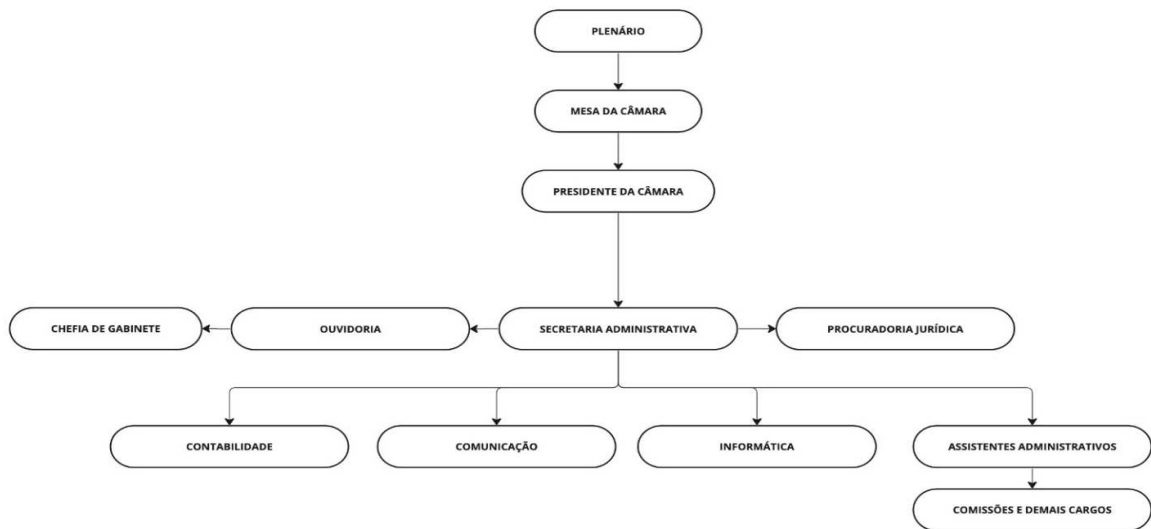 PLENÁRIO
MESA DA CÂMARA
PRESIDENTE DA CÂMARA
CHEFIA DE GABINETE
OUVIDORIA
SECRETARIA ADMINISTRATIVA
PROCURADORIA JURÍDICA
CONTABILIDADE
COMUNICAÇÃO
INFORMÁTICA
ASSISTENTES ADMINISTRATIVOS
COMISSÕES E DEMAIS CARGOS